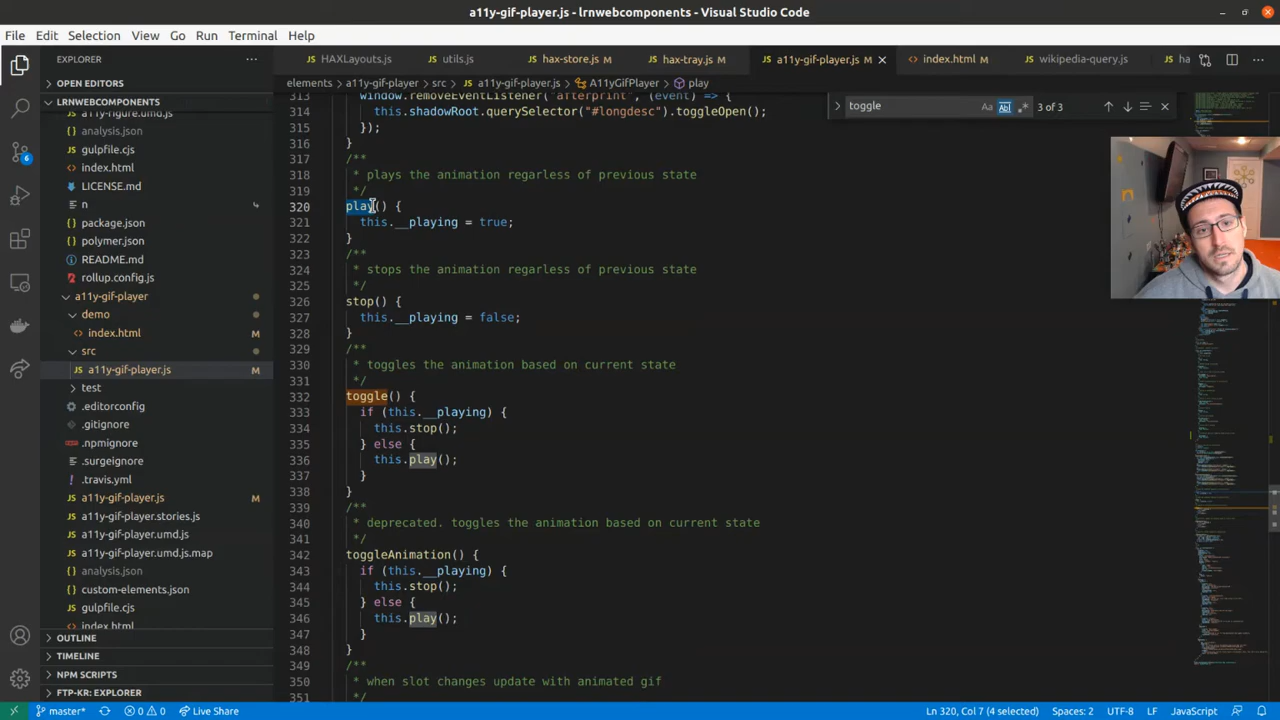 a11y-gif-player.js - lrnwebcomponents - Visual Studio Code
File Edit Selection View Go Run Terminal Help
EXPLORER
HAXLayouts.js utils.js hax-store.js M hax-tray.js M a11y-gif-player.js M index.html M wikipedia-query.js ha
OPEN EDITORS
elements > a11y-gif-player > src > a11y-gif-player.js > A11yGifPlayer > play
LRNWEBCOMPONENTS
toggle Aa Abl 3 of 3
a11y-figure.umd.js
analysis.json
gulpfile.cjs
index.html
LICENSE.md
n
package.json
polymer.json
README.md
rollup.config.js
a11y-gif-player
demo
index.html M
src
a11y-gif-player.js M
test
.editorconfig
.gitignore
.npmignore
.surgeignore
.travis.yml
a11y-gif-player.js M
a11y-gif-player.stories.js
a11y-gif-player.umd.js
a11y-gif-player.umd.js.map
analysis.json
custom-elements.json
gulpfile.cjs
index.html
OUTLINE
TIMELINE
NPM SCRIPTS
FTP-KR: EXPLORER
6
313 window.removeEventListener("afterprint", (event) => {
314 this.shadowRoot.querySelector("#longdesc").toggleOpen();
315 });
316 }
317 /**
318 * plays the animation regarless of previous state
319 */
320 play() {
321 this.__playing = true;
322 }
323 /**
324 * stops the animation regarless of previous state
325 */
326 stop() {
327 this.__playing = false;
328 }
329 /**
330 * toggles the animation based on current state
331 */
332 toggle() {
333 if (this.__playing) {
334 this.stop();
335 } else {
336 this.play();
337 }
338 }
339 /**
340 * deprecated. toggles the animation based on current state
341 */
342 toggleAnimation() {
343 if (this.__playing) {
344 this.stop();
345 } else {
346 this.play();
347 }
348 }
349 /**
350 * when slot changes update with animated gif
351 */
master* 0 0 Live Share Ln 320, Col 7 (4 selected) Spaces: 2 UTF-8 LF JavaScript